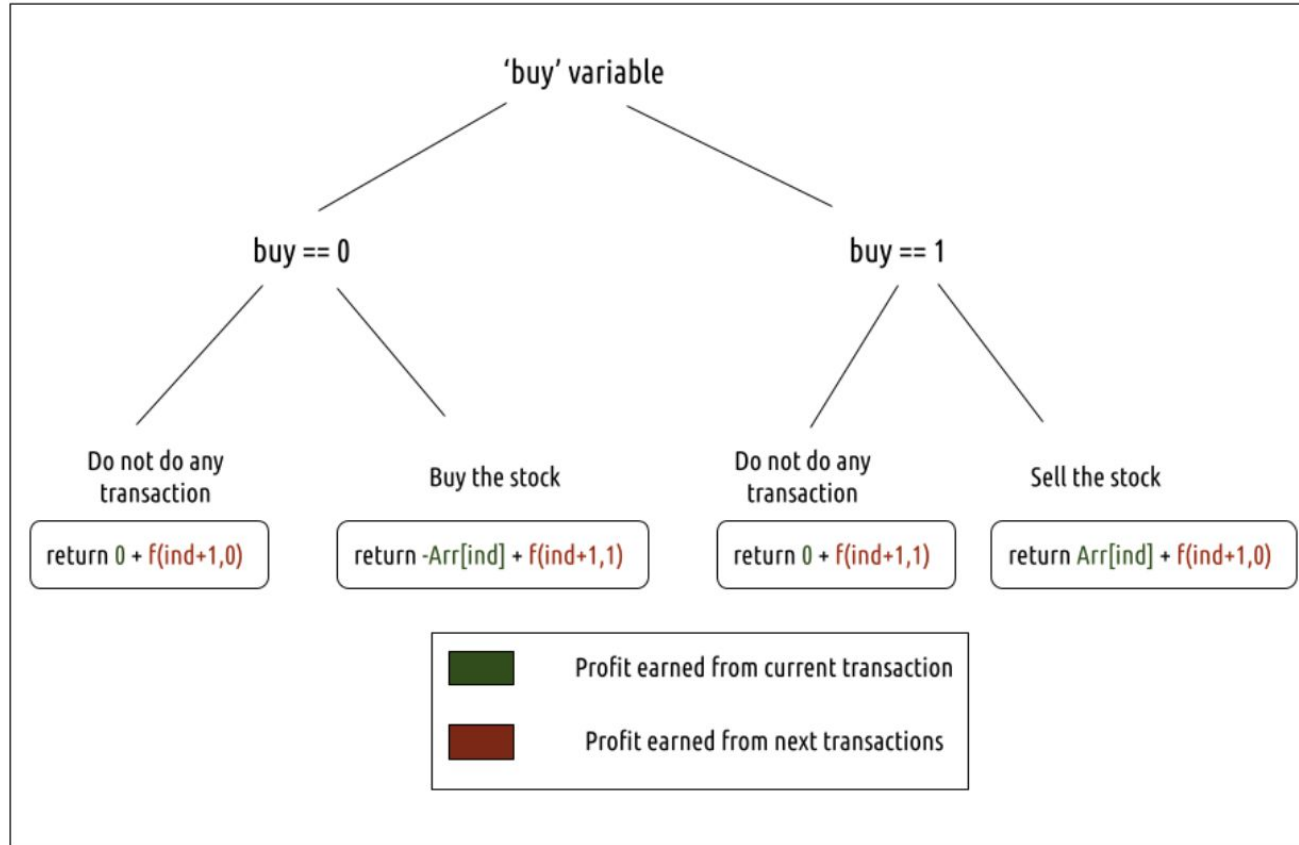 ‘buy’ variable
buy == 0
buy == 1
Do not do any
transaction
Buy the stock
Do not do any
transaction
Sell the stock
return 0 + f(ind+1,0)
return -Arr[ind] + f(ind+1,1)
return 0 + f(ind+1,1)
return Arr[ind] + f(ind+1,0)
Profit earned from current transaction
Profit earned from next transactions